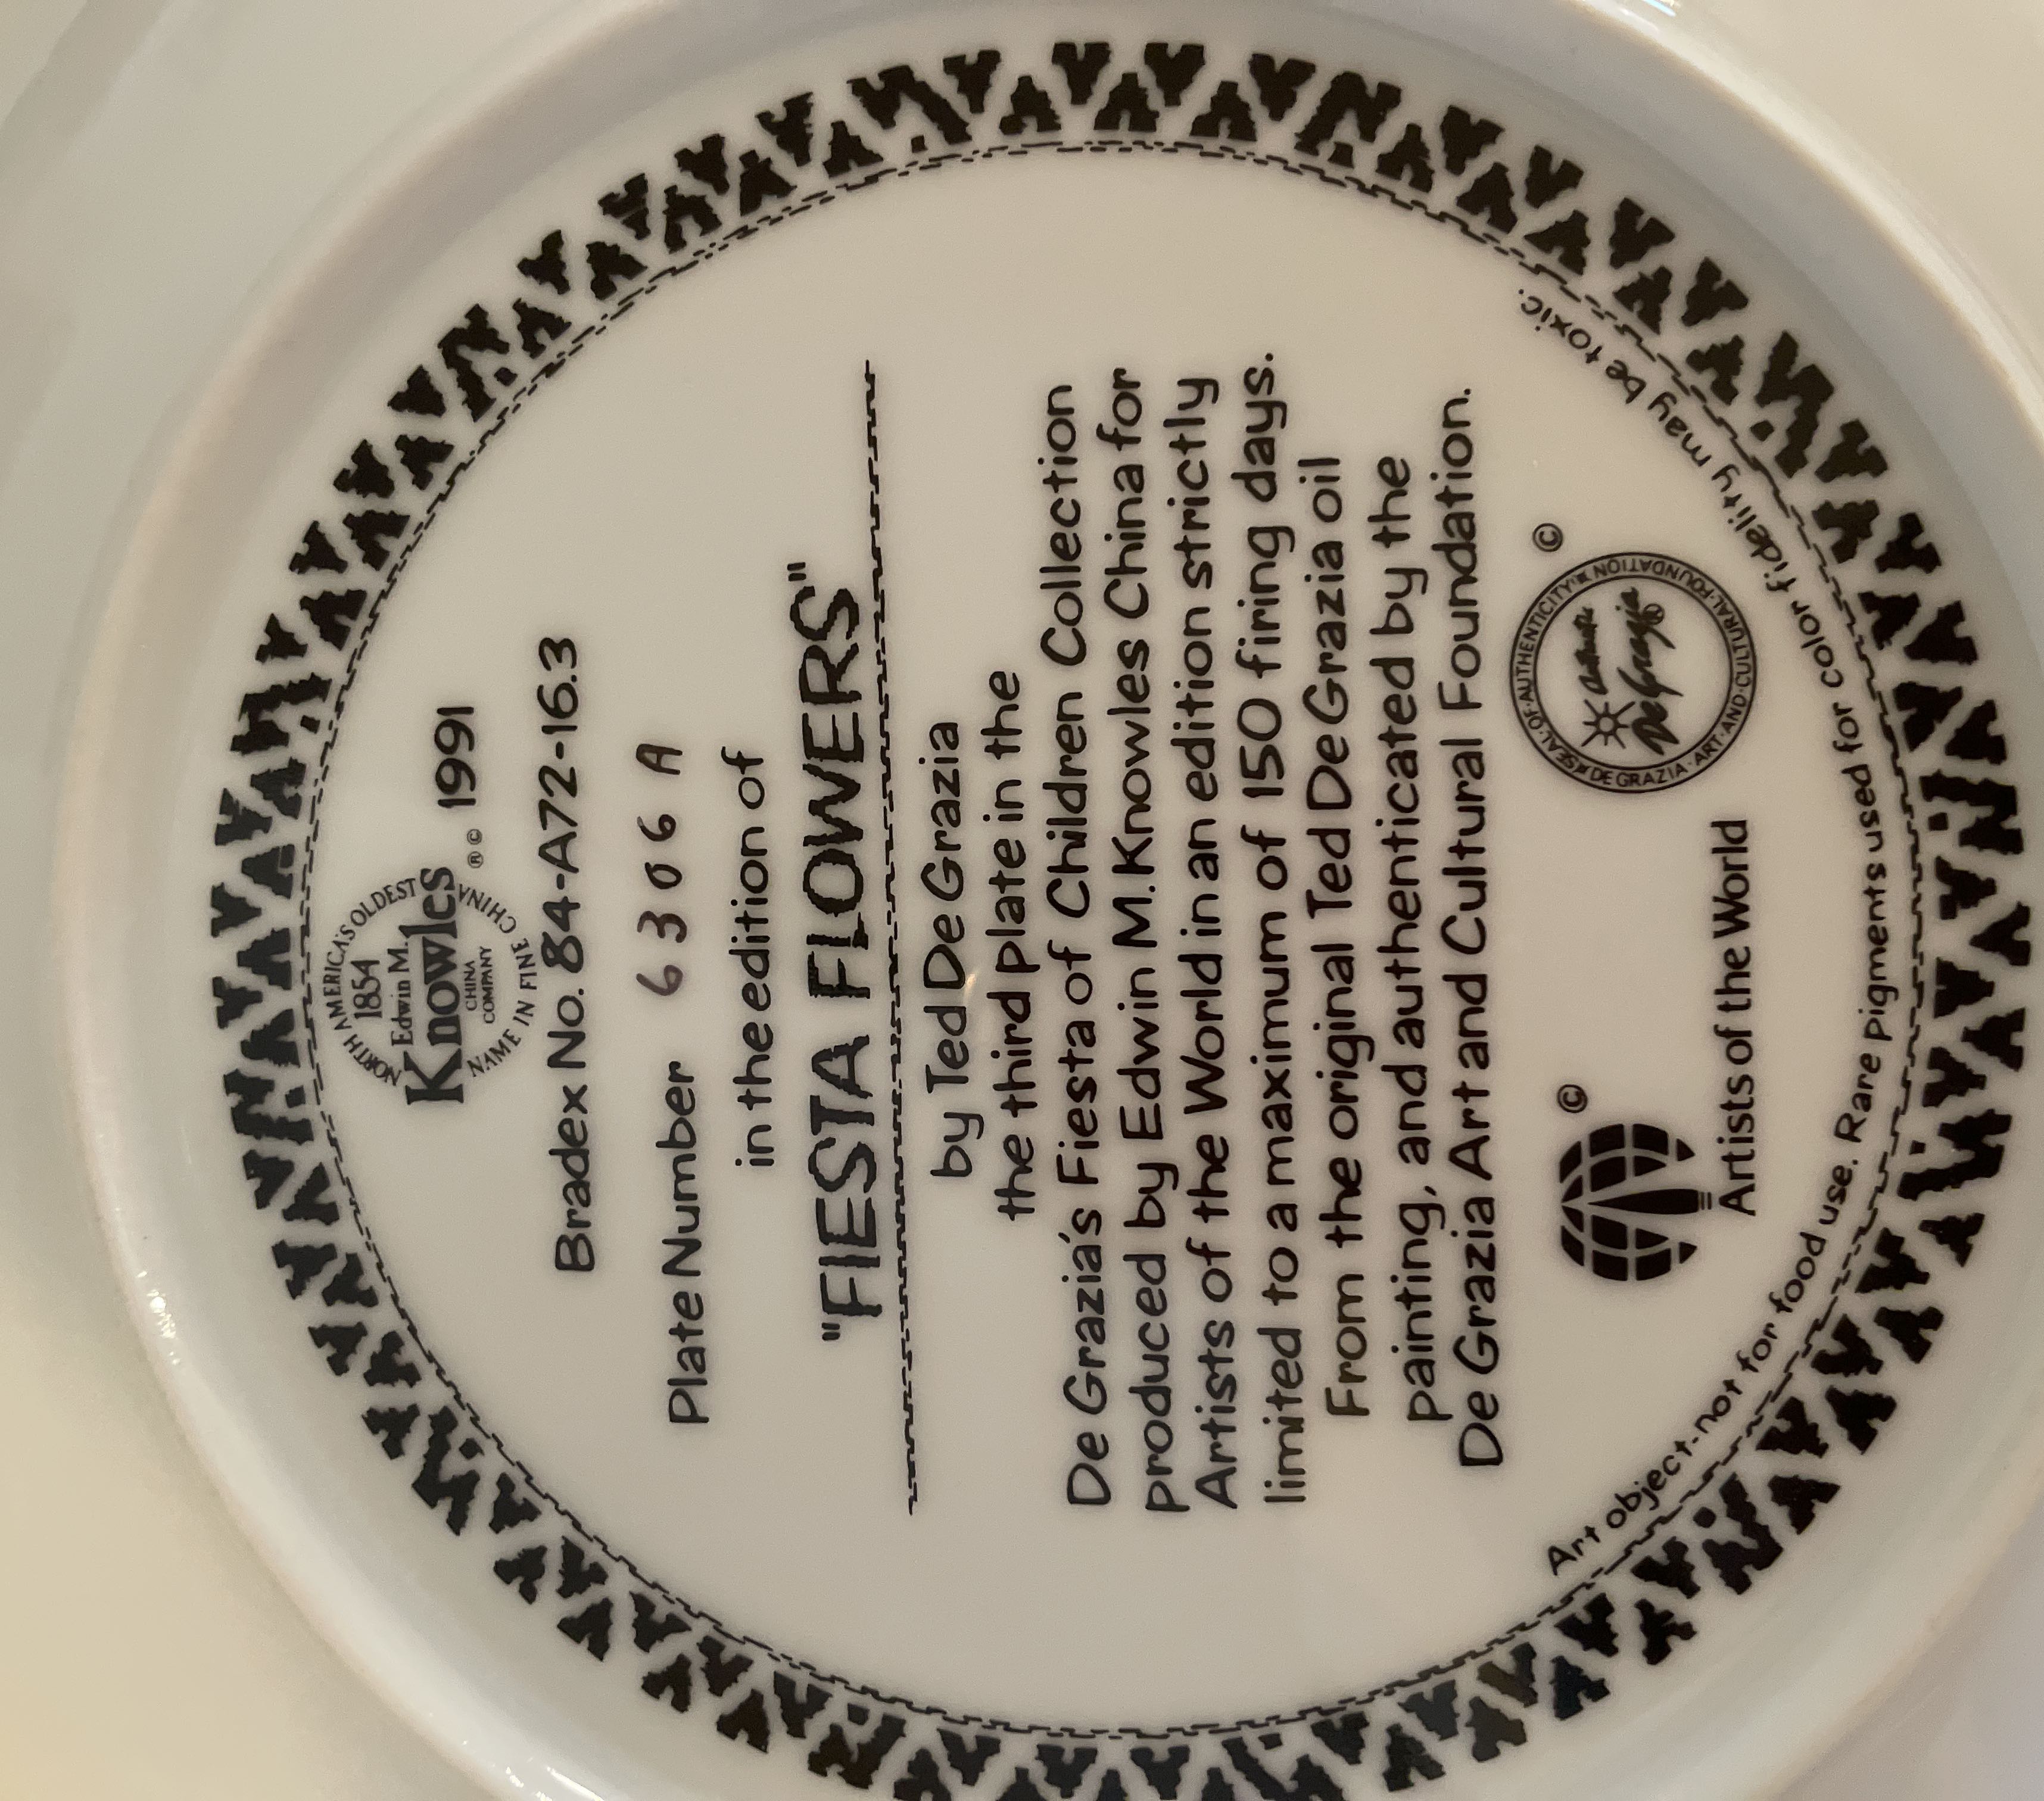 NORTH AMERICA'S OLDEST
1854
Edwin M.
Knowles ®© 1991
CHINA
COMPANY
NAME IN FINE CHINA
Bradex No. 84-A72-16.3
Plate Number 6306 A
in the edition of
"FIESTA FLOWERS"
by Ted De Grazia
the third plate in the
De Grazia's Fiesta of Children Collection
produced by Edwin M. Knowles China for
Artists of the World in an edition strictly
limited to a maximum of 150 firing days.
From the original Ted De Grazia oil
painting, and authenticated by the
De Grazia Art and Cultural Foundation.
©
Artists of the World
©
SEAL·OF·AUTHENTICITY
Authentic
DeGrazia®
DE GRAZIA·ART·AND·CULTURAL·FOUNDATION
Art object-not for food use. Rare pigments used for color fidelity may be toxic.